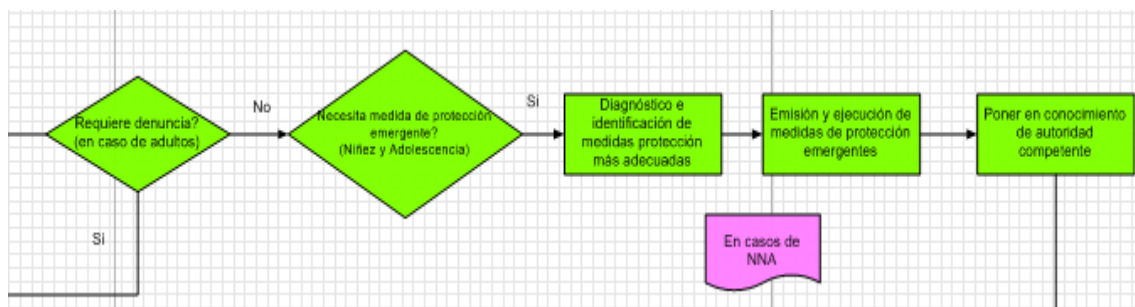 Requiere denuncia?
(en caso de adultos)
Si
No
Necesita medida de protección
emergente?
(Niñez y Adolescencia)
Si
Diagnóstico e
identificación de
medidas protección
más adecuadas
Emisión y ejecución de
medidas de protección
emergentes
Poner en conocimiento
de autoridad
competente
En casos de
NNA